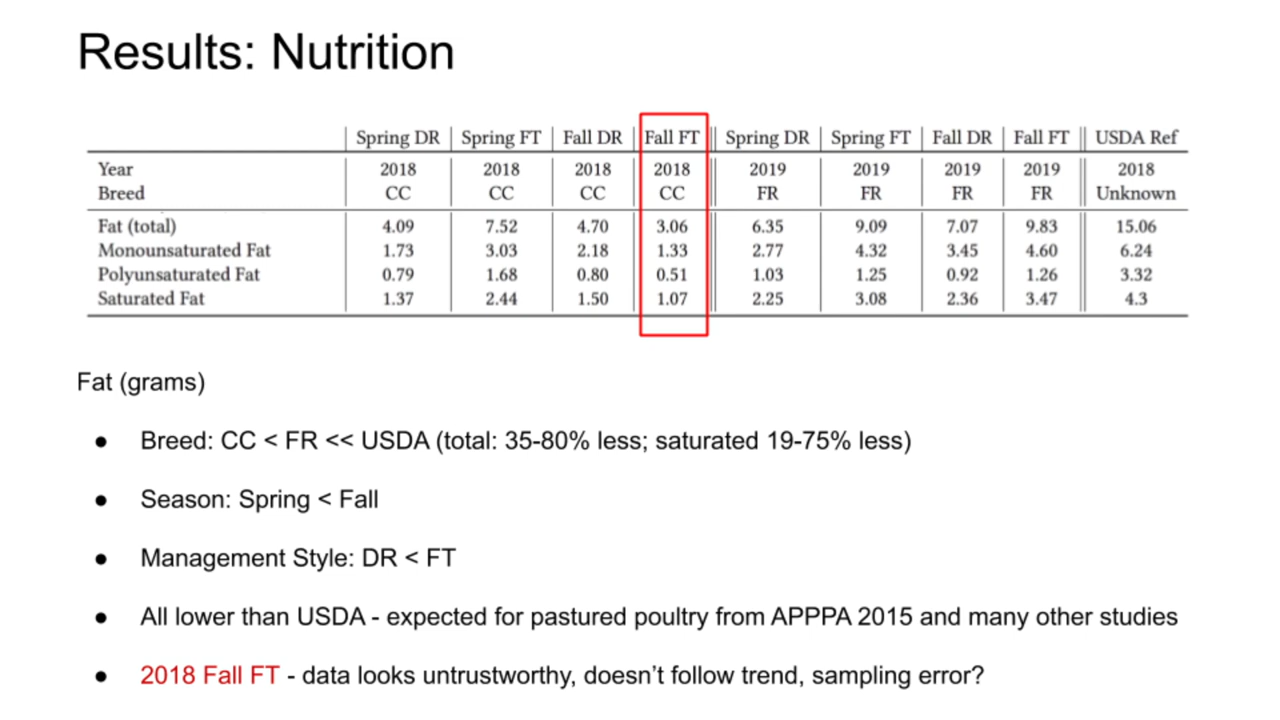 Results: Nutrition
Spring DR Spring FT Fall DR Fall FT Spring DR Spring FT Fall DR Fall FT USDA Ref
Year 2018 2018 2018 2018 2019 2019 2019 2019 2018
Breed CC CC CC CC FR FR FR FR Unknown
Fat (total) 4.09 7.52 4.70 3.06 6.35 9.09 7.07 9.83 15.06
Monounsaturated Fat 1.73 3.03 2.18 1.33 2.77 4.32 3.45 4.60 6.24
Polyunsaturated Fat 0.79 1.68 0.80 0.51 1.03 1.25 0.92 1.26 3.32
Saturated Fat 1.37 2.44 1.50 1.07 2.25 3.08 2.36 3.47 4.3
Fat (grams)
● Breed: CC < FR << USDA (total: 35-80% less; saturated 19-75% less)
● Season: Spring < Fall
● Management Style: DR < FT
● All lower than USDA - expected for pastured poultry from APPPA 2015 and many other studies
● 2018 Fall FT - data looks untrustworthy, doesn’t follow trend, sampling error?